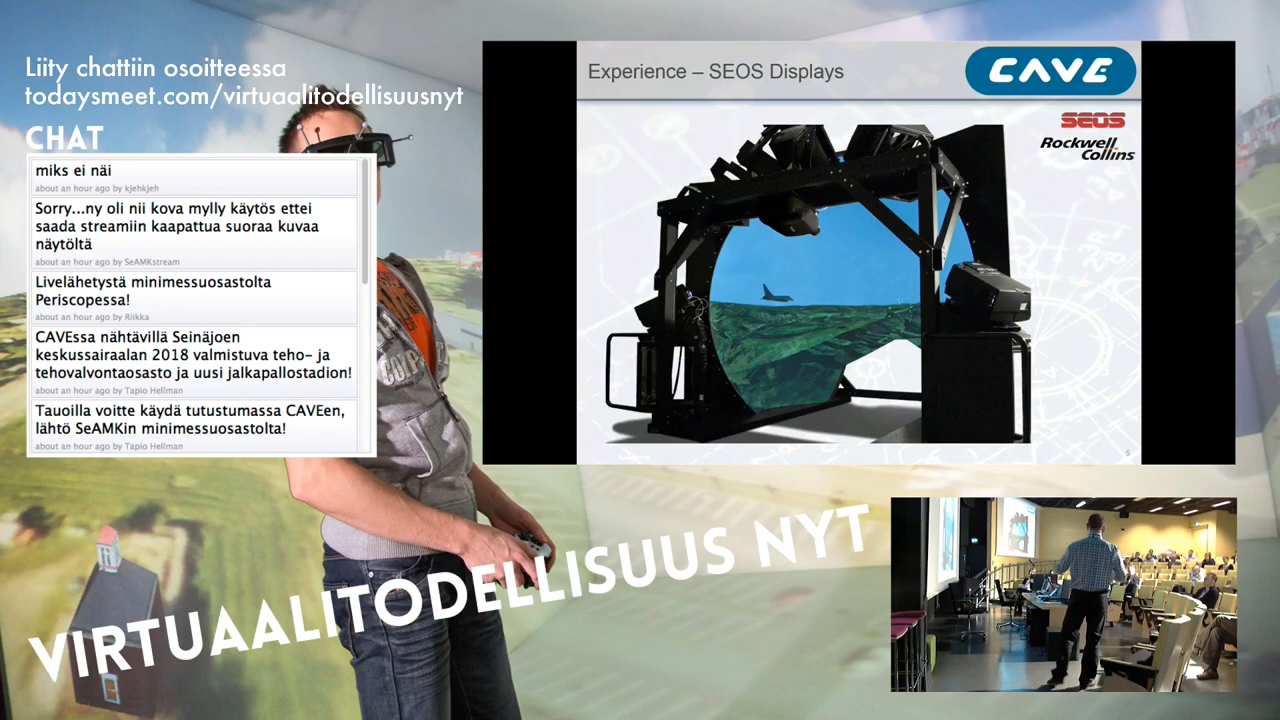 Liity chattiin osoitteessa
todaysmeet.com/virtuaalitodellisuusnyt
CHAT
miks ei näi
about an hour ago by kjehkjeh
Sorry...ny oli nii kova mylly käytös ettei
saada streamiin kaapattua suoraa kuvaa
näytöltä
about an hour ago by SeAMKstream
Livelähetystä minimessuosastolta
Periscopessa!
about an hour ago by Riikka
CAVEssa nähtävillä Seinäjoen
keskussairaalan 2018 valmistuva teho- ja
tehovalvontaosasto ja uusi jalkapallostadion!
about an hour ago by Tapio Hellman
Tauoilla voitte käydä tutustumassa CAVEen,
lähtö SeAMKin minimessuosastolta!
about an hour ago by Tapio Hellman
Experience – SEOS Displays
CAVE
SEOS
Rockwell
Collins
5
VIRTUAALITODELLISUUS NYT